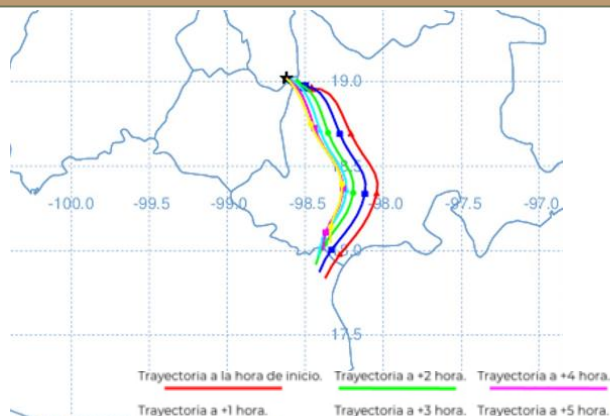 19.0
18.5
-100.0 -99.5 -99.0 -98.5 -98.0 -97.5 -97.0
18.0
17.5
Trayectoria a la hora de inicio. Trayectoria a +2 hora. Trayectoria a +4 hora.
Trayectoria a +1 hora. Trayectoria a +3 hora. Trayectoria a +5 hora.